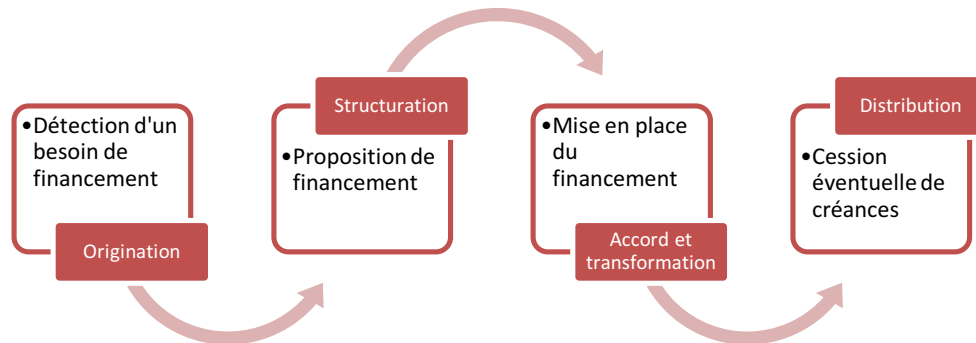 •Détection d'un
besoin de
financement
Origination
Structuration
•Proposition de
financement
•Mise en place
du
financement
Accord et
transformation
Distribution
•Cession
éventuelle de
créances